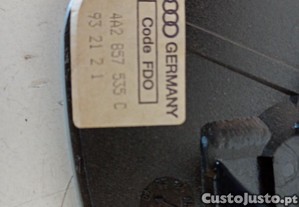 GERMANY
Code FDO
4A2 857 535 C
93 21 2 1
CustoJusto.pt